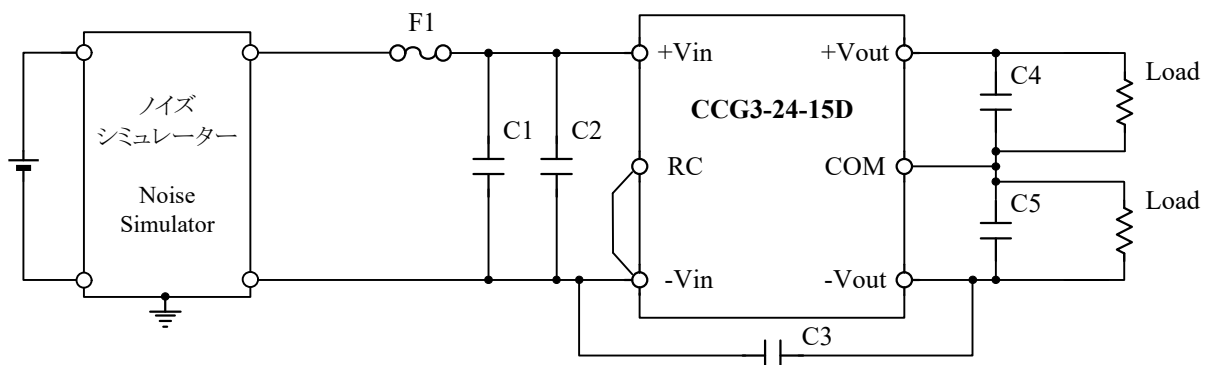 F1
ノイズ
シミュレーター
Noise
Simulator
C1
C2
+Vin
RC
-Vin
CCG3-24-15D
+Vout
COM
-Vout
C4
Load
C5
Load
C3